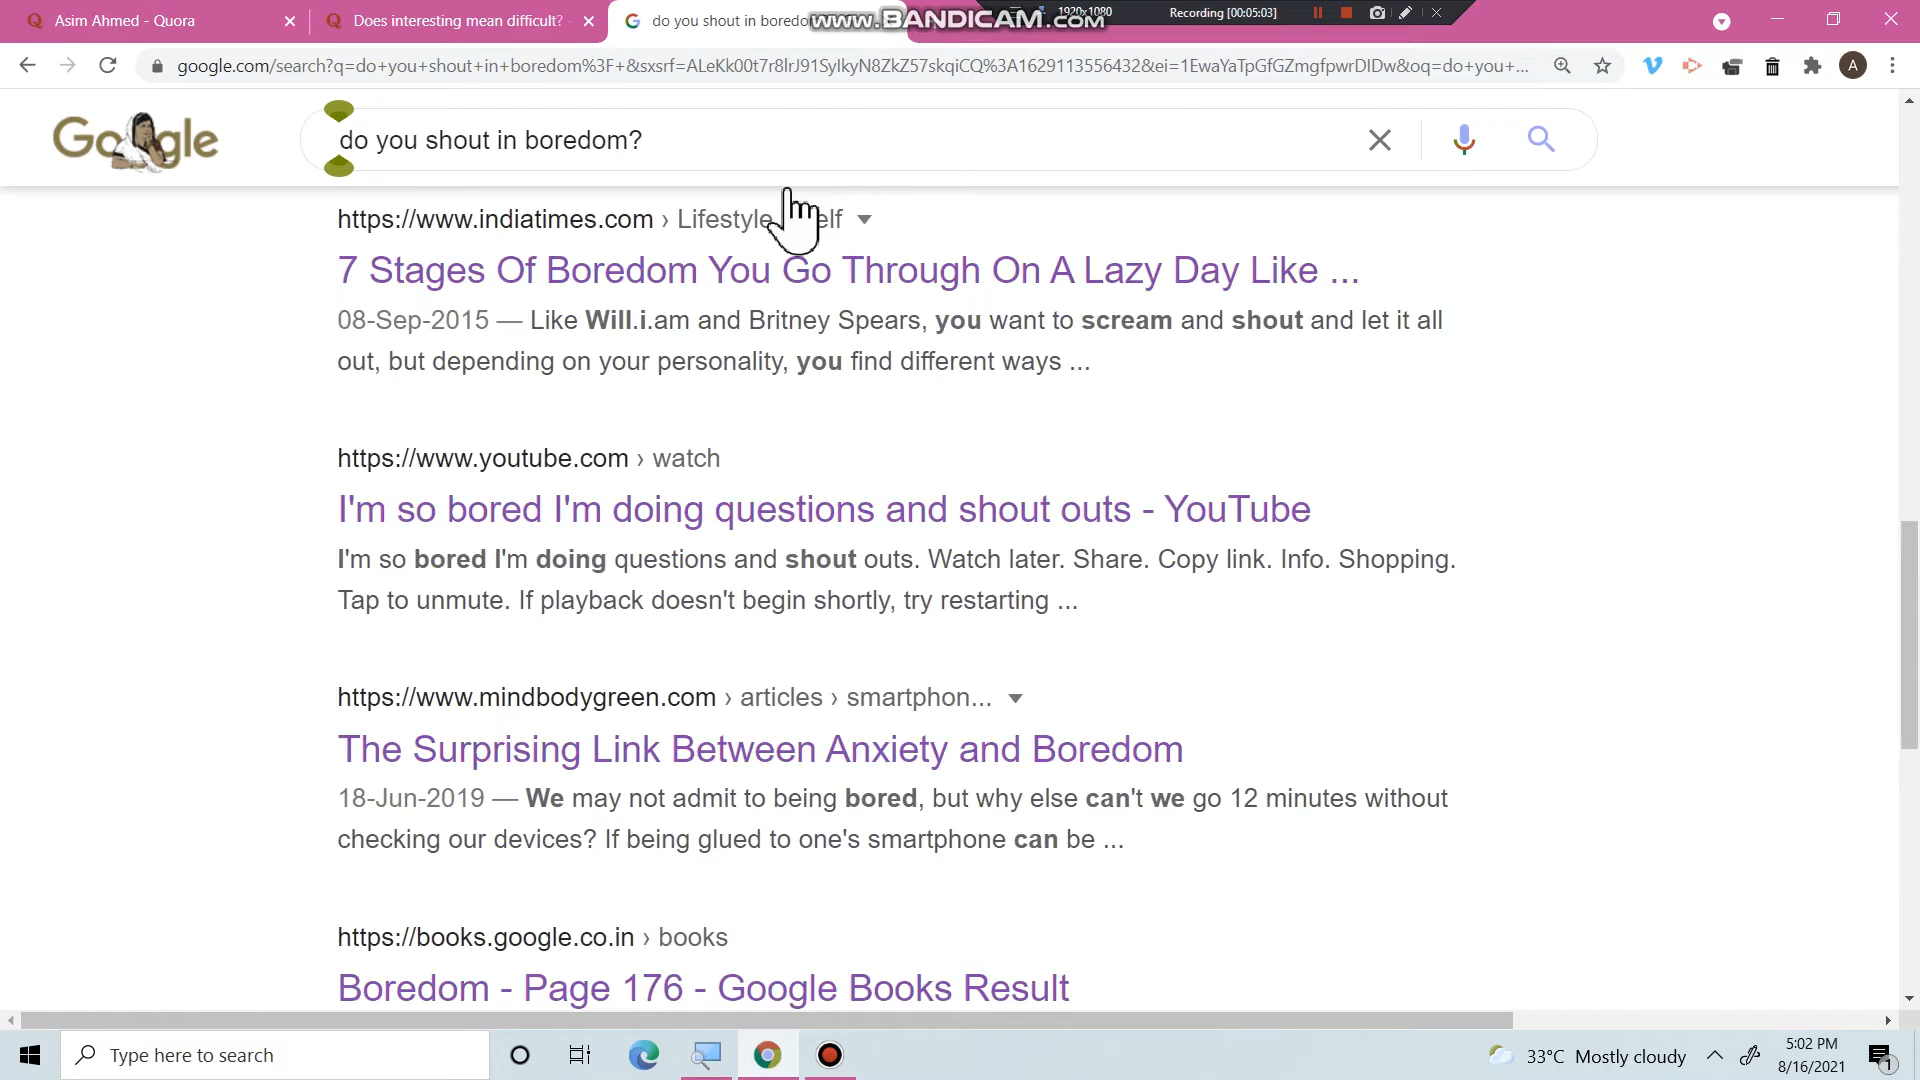 Asim Ahmed - Quora
Does interesting mean difficult? -
do you shout in boredo
www.BANDICAM.com
1920x1080
Recording [00:05:03]
google.com/search?q=do+you+shout+in+boredom%3F+&sxsrf=ALeKk00t7r8lrJ91SyIkyN8ZkZ57skqiCQ%3A1629113556432&ei=1EwaYaTpGfGZmgfpwrDIDw&oq=do+you+...
A
Google
do you shout in boredom?
https://www.indiatimes.com › Lifestyle elf
7 Stages Of Boredom You Go Through On A Lazy Day Like ...
08-Sep-2015 — Like Will.i.am and Britney Spears, you want to scream and shout and let it all
out, but depending on your personality, you find different ways ...
https://www.youtube.com › watch
I'm so bored I'm doing questions and shout outs - YouTube
I'm so bored I'm doing questions and shout outs. Watch later. Share. Copy link. Info. Shopping.
Tap to unmute. If playback doesn't begin shortly, try restarting ...
https://www.mindbodygreen.com › articles › smartphon...
The Surprising Link Between Anxiety and Boredom
18-Jun-2019 — We may not admit to being bored, but why else can't we go 12 minutes without
checking our devices? If being glued to one's smartphone can be ...
https://books.google.co.in › books
Boredom - Page 176 - Google Books Result
Type here to search
33°C Mostly cloudy
5:02 PM
8/16/2021
1